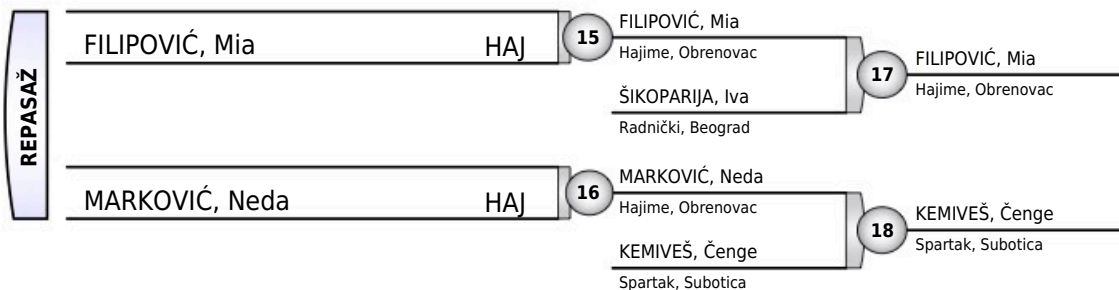 REPASAŽ
FILIPOVIĆ, Mia HAJ
15
FILIPOVIĆ, Mia
Hajime, Obrenovac
ŠIKOPARIJA, Iva
Radnički, Beograd
17
FILIPOVIĆ, Mia
Hajime, Obrenovac
MARKOVIĆ, Neda HAJ
16
MARKOVIĆ, Neda
Hajime, Obrenovac
KEMIVEŠ, Čenge
Spartak, Subotica
18
KEMIVEŠ, Čenge
Spartak, Subotica